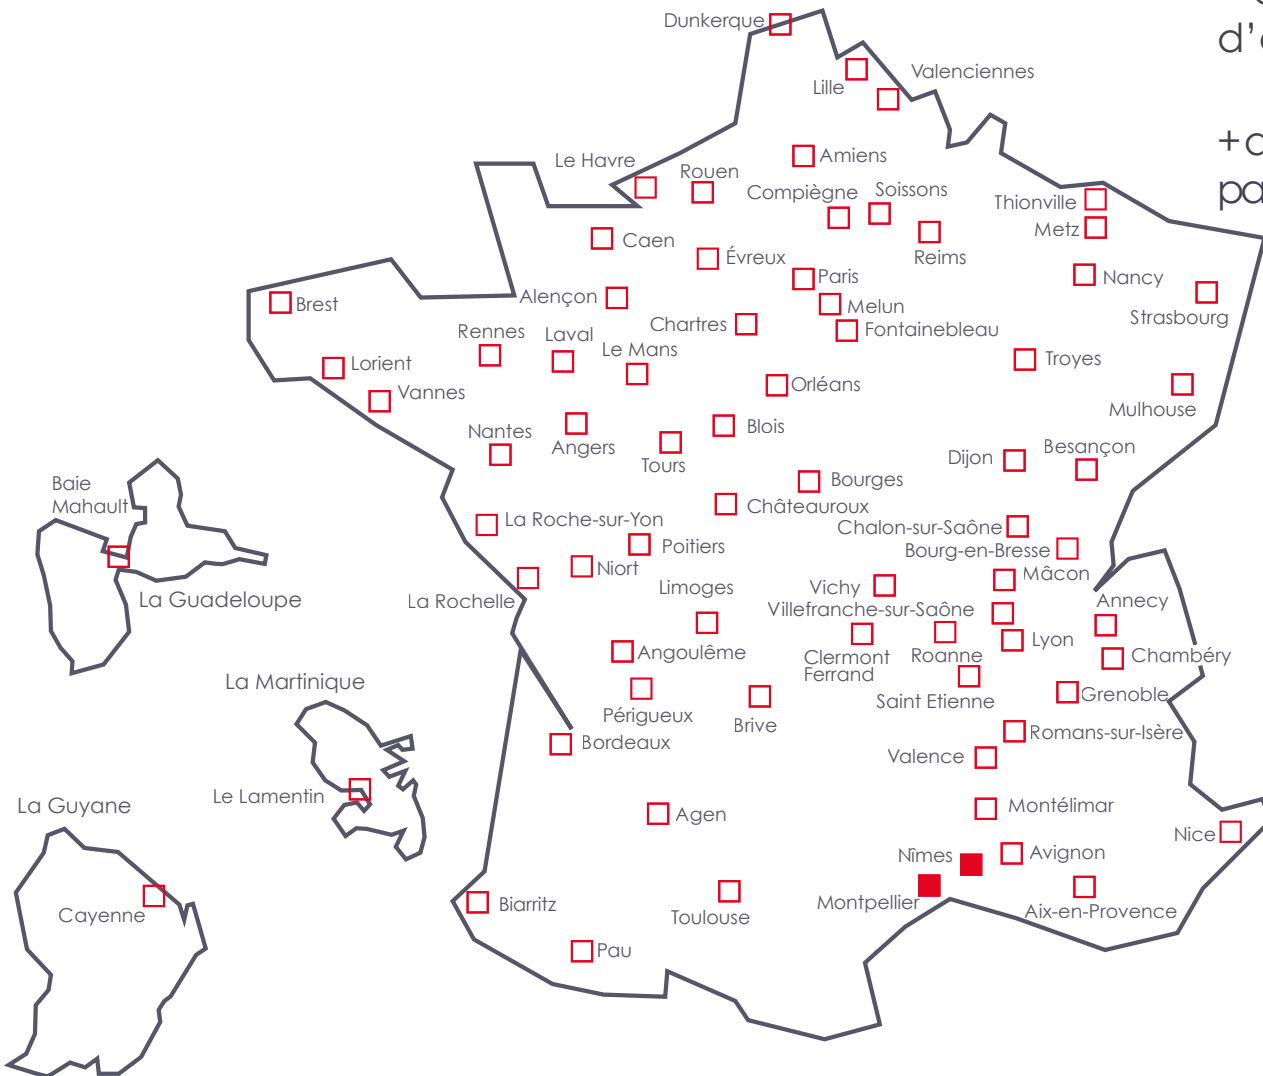 Dunkerque
d'
Valenciennes
Lille
+
pa
Amiens
Le Havre
Rouen
Compiègne
Soissons
Thionville
Metz
Caen
Évreux
Reims
Paris
Nancy
Brest
Alençon
Melun
Strasbourg
Chartres
Fontainebleau
Rennes
Laval
Le Mans
Troyes
Lorient
Vannes
Orléans
Mulhouse
Nantes
Angers
Blois
Tours
Dijon
Besançon
Baie
Mahault
Bourges
Châteauroux
La Roche-sur-Yon
Chalon-sur-Saône
Poitiers
Bourg-en-Bresse
Niort
Mâcon
La Guadeloupe
La Rochelle
Limoges
Vichy
Annecy
Villefranche-sur-Saône
Lyon
Angoulême
Clermont
Ferrand
Roanne
Chambéry
La Martinique
Périgueux
Brive
Saint Etienne
Grenoble
Bordeaux
Romans-sur-Isère
Valence
Le Lamentin
La Guyane
Agen
Montélimar
Nice
Nîmes
Avignon
Cayenne
Biarritz
Toulouse
Montpellier
Aix-en-Provence
Pau